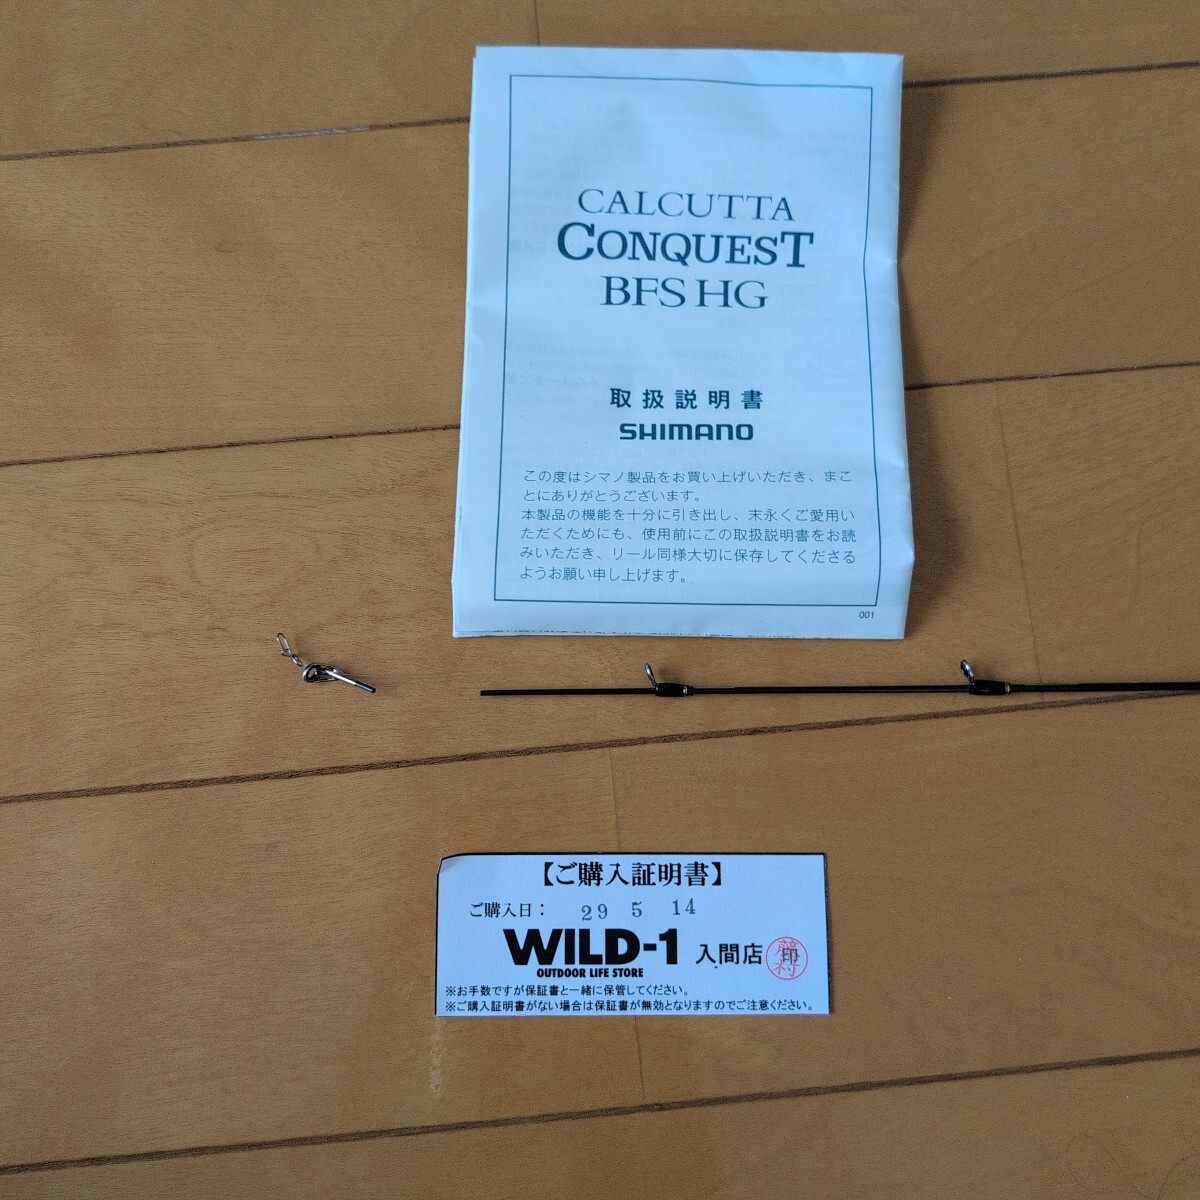 CALCUTTA
CONQUEST
BFS HG
取扱説明書
SHIMANO
この度はシマノ製品をお買い上げいただき、まこ
とにありがとうございます。
本製品の機能を十分に引き出し、末永くご愛用い
ただくためにも、使用前にこの取扱説明書をお読
みいただき、リール同様大切に保存してくださる
ようお願い申し上げます。
001
【ご購入証明書】
ご購入日： 29 5 14
WILD-1 入間店 印
OUTDOOR LIFE STORE
※お手数ですが保証書と一緒に保管してください。
※ご購入証明書がない場合は保証書が無効となりますのでご注意ください。